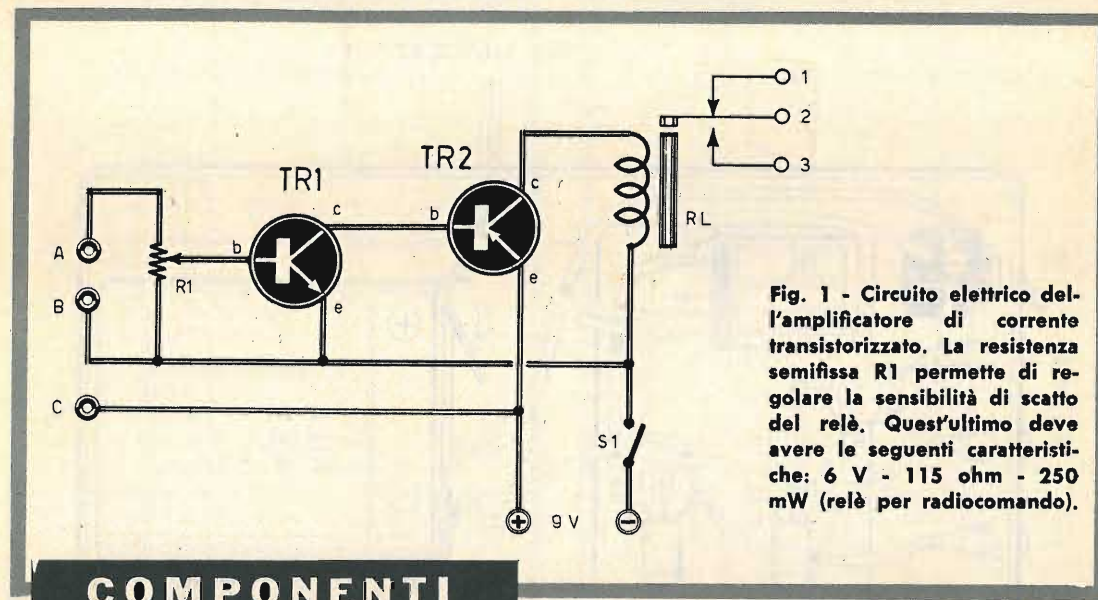 TR1
TR2
c
b
c
b
e
e
A
B
C
R1
RL
1
2
3
S1
+ 9 V −
Fig. 1 - Circuito elettrico del-
l'amplificatore di corrente
transistorizzato. La resistenza
semifissa R1 permette di re-
golare la sensibilità di scatto
del relè. Quest'ultimo deve
avere le seguenti caratteristi-
che: 6 V - 115 ohm - 250
mW (relè per radiocomando).
COMPONENTI